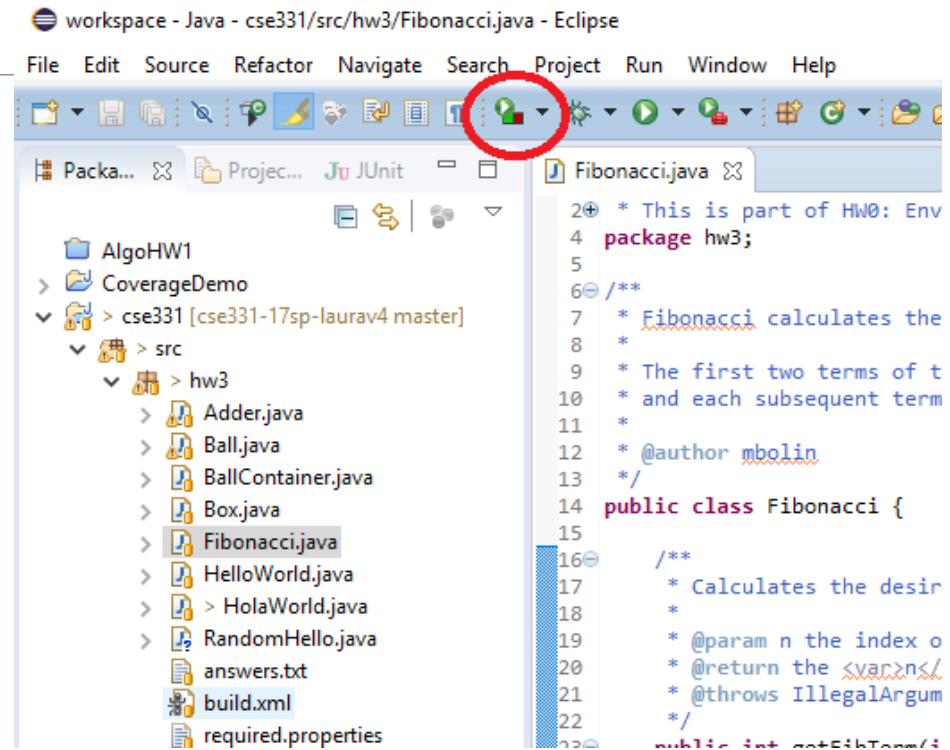 workspace - Java - cse331/src/hw3/Fibonacci.java - Eclipse
File Edit Source Refactor Navigate Search Project Run Window Help
Packa... Projec... JUnit
AlgoHW1
CoverageDemo
> cse331 [cse331-17sp-laurav4 master]
> src
> hw3
Adder.java
Ball.java
BallContainer.java
Box.java
Fibonacci.java
HelloWorld.java
> HolaWorld.java
RandomHello.java
answers.txt
build.xml
required.properties
Fibonacci.java
2 * This is part of HW0: Env
4 package hw3;
5
6 /**
7 * Fibonacci calculates the
8 *
9 * The first two terms of t
10 * and each subsequent term
11 *
12 * @author mbolin
13 */
14 public class Fibonacci {
15
16 /**
17 * Calculates the desir
18 *
19 * @param n the index o
20 * @return the <var>n</
21 * @throws IllegalArgum
22 */
23 public int getFibTerm(i